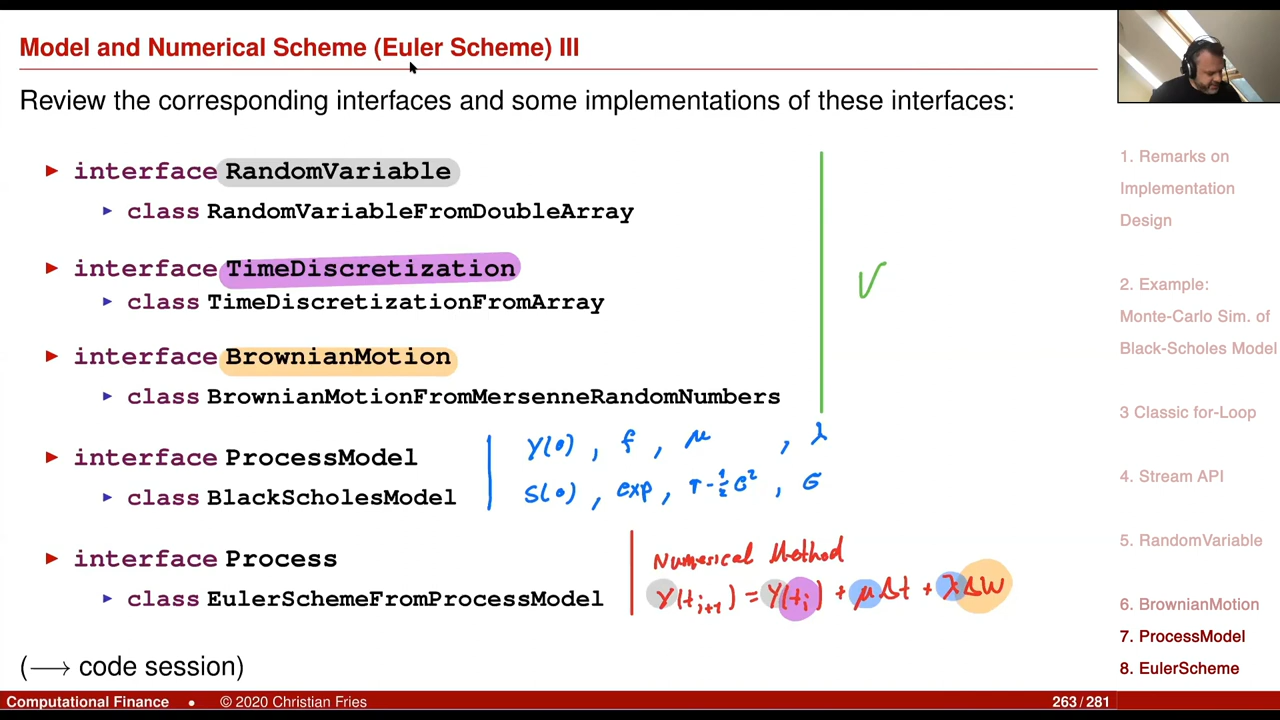 Model and Numerical Scheme (Euler Scheme) III
Review the corresponding interfaces and some implementations of these interfaces:
► interface RandomVariable
► class RandomVariableFromDoubleArray
► interface TimeDiscretization
► class TimeDiscretizationFromArray
► interface BrownianMotion
► class BrownianMotionFromMersenneRandomNumbers
► interface ProcessModel
Y(0) , f , μ , λ
► class BlackScholesModel
S(0) , exp , r - ½σ² , σ
► interface Process
Numerical Method
► class EulerSchemeFromProcessModel
Y(t_{i+1}) = Y(t_i) + μΔt + λΔW
(⟶ code session)
1. Remarks on
Implementation
Design
2. Example:
Monte-Carlo Sim. of
Black-Scholes Model
3 Classic for-Loop
4. Stream API
5. RandomVariable
6. BrownianMotion
7. ProcessModel
8. EulerScheme
Computational Finance • © 2020 Christian Fries 263 / 281